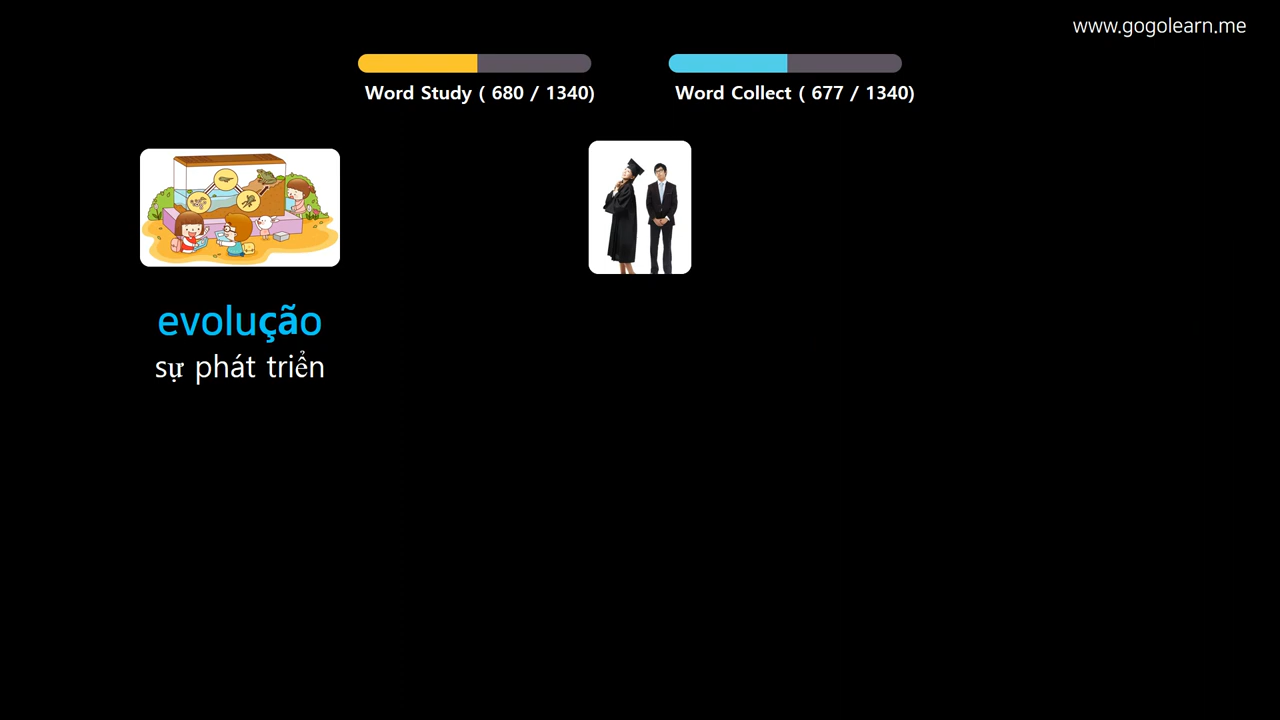 www.gogolearn.me
Word Study ( 680 / 1340)
Word Collect ( 677 / 1340)
evolução
sự phát triển